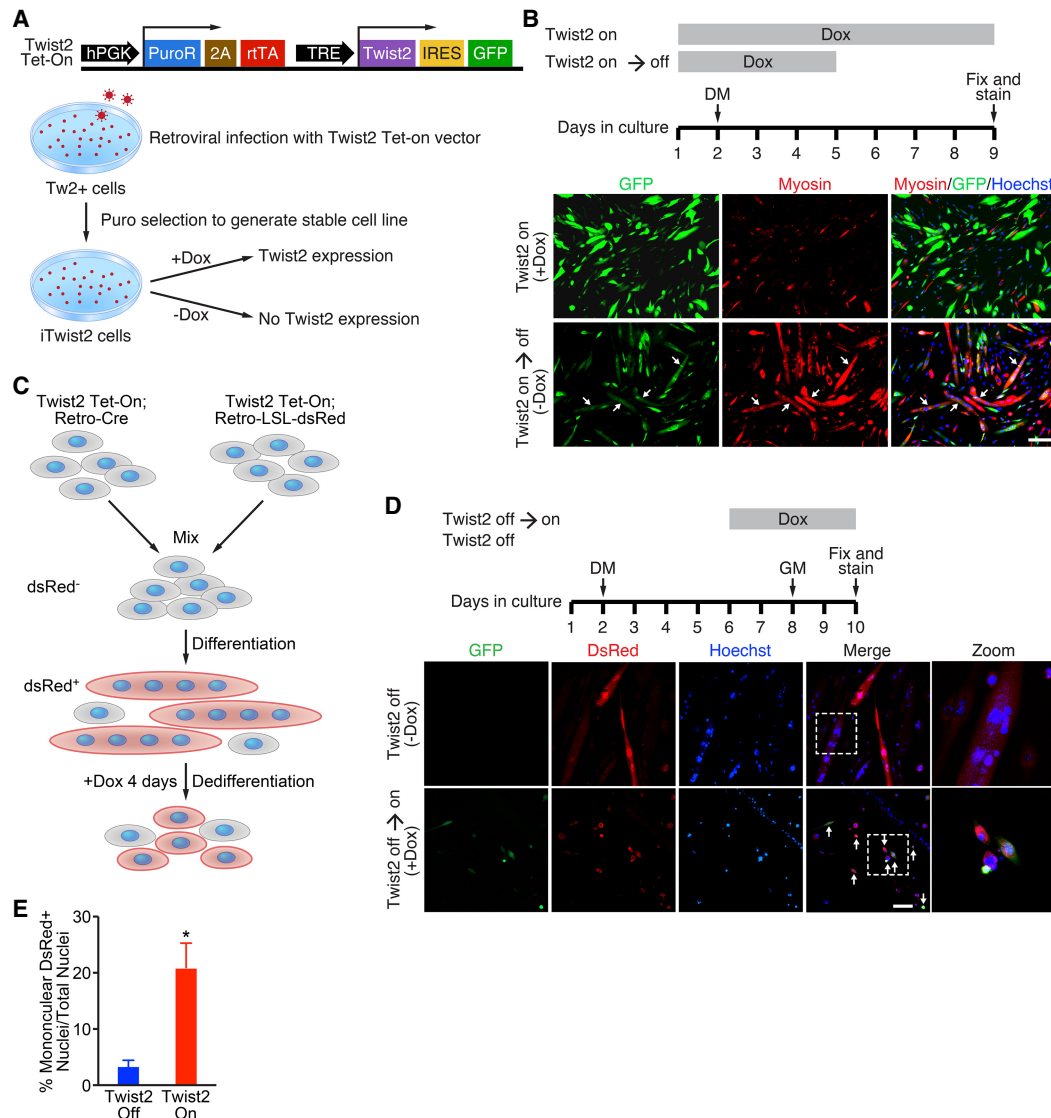 A
Twist2
Tet-On
hPGK PuroR 2A rtTA TRE Twist2 IRES GFP
Retroviral infection with Twist2 Tet-on vector
Tw2+ cells
Puro selection to generate stable cell line
+Dox
Twist2 expression
-Dox
No Twist2 expression
iTwist2 cells
B
Twist2 on
Dox
Twist2 on → off
Dox
DM
Fix and
stain
Days in culture
1 2 3 4 5 6 7 8 9
GFP Myosin Myosin/GFP/Hoechst
Twist2 on
(+Dox)
Twist2 on → off
(-Dox)
C
Twist2 Tet-On;
Retro-Cre
Twist2 Tet-On;
Retro-LSL-dsRed
Mix
dsRed-
Differentiation
dsRed+
+Dox 4 days
Dedifferentiation
D
Twist2 off → on
Dox
Twist2 off
DM
GM
Fix and
stain
Days in culture
1 2 3 4 5 6 7 8 9 10
GFP DsRed Hoechst Merge Zoom
Twist2 off
(-Dox)
Twist2 off → on
(+Dox)
E
% Mononculear DsRed+
Nuclei/Total Nuclei
30
20
10
0
*
Twist2
Off
Twist2
On